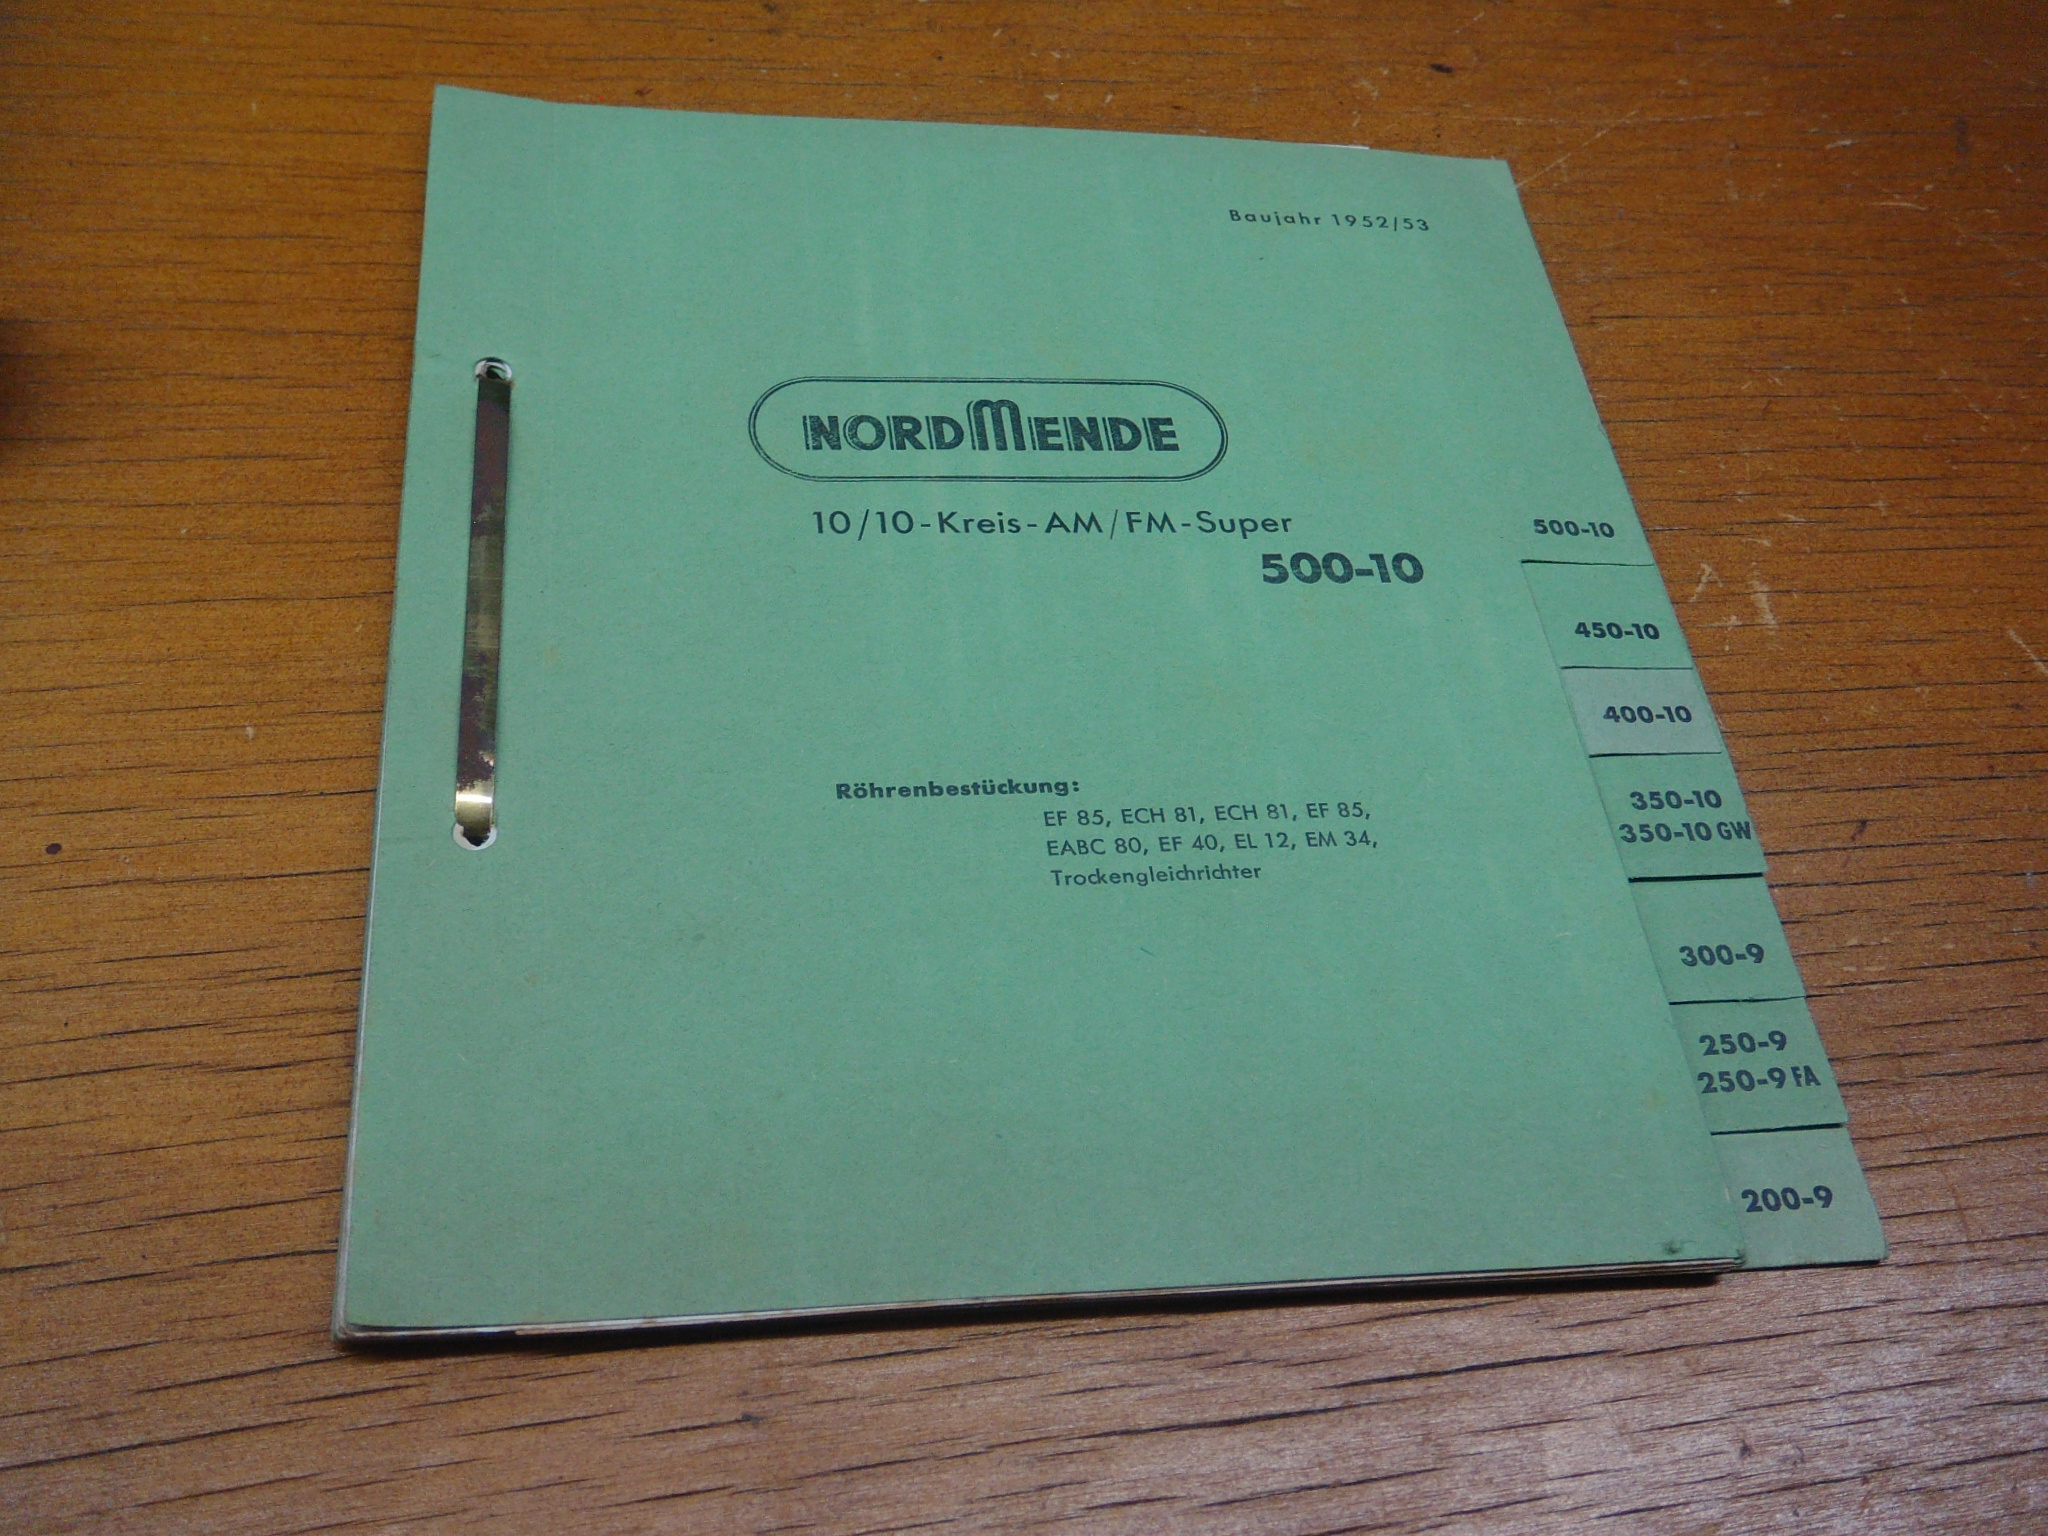 Baujahr 1952/53
NORDMENDE
10/10-Kreis-AM/FM-Super
500-10
Röhrenbestückung:
EF 85, ECH 81, ECH 81, EF 85,
EABC 80, EF 40, EL 12, EM 34,
Trockengleichrichter
500-10
450-10
400-10
350-10
350-10 GW
300-9
250-9
250-9 FA
200-9